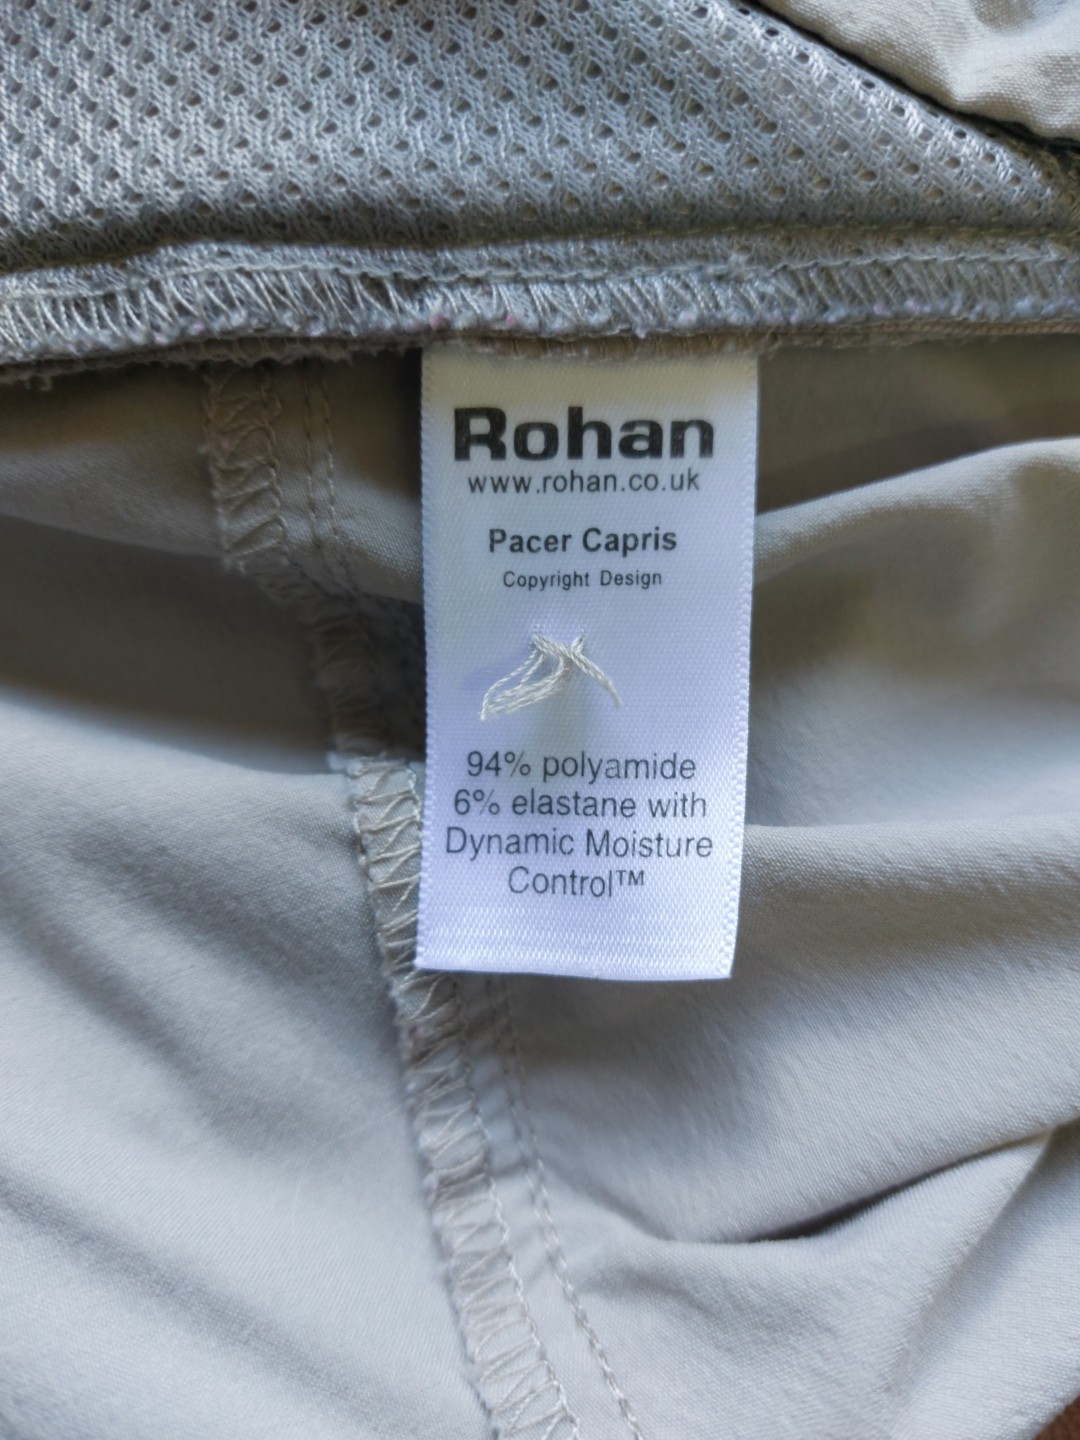 Rohan
www.rohan.co.uk
Pacer Capris
Copyright Design
94% polyamide
6% elastane with
Dynamic Moisture
Control™